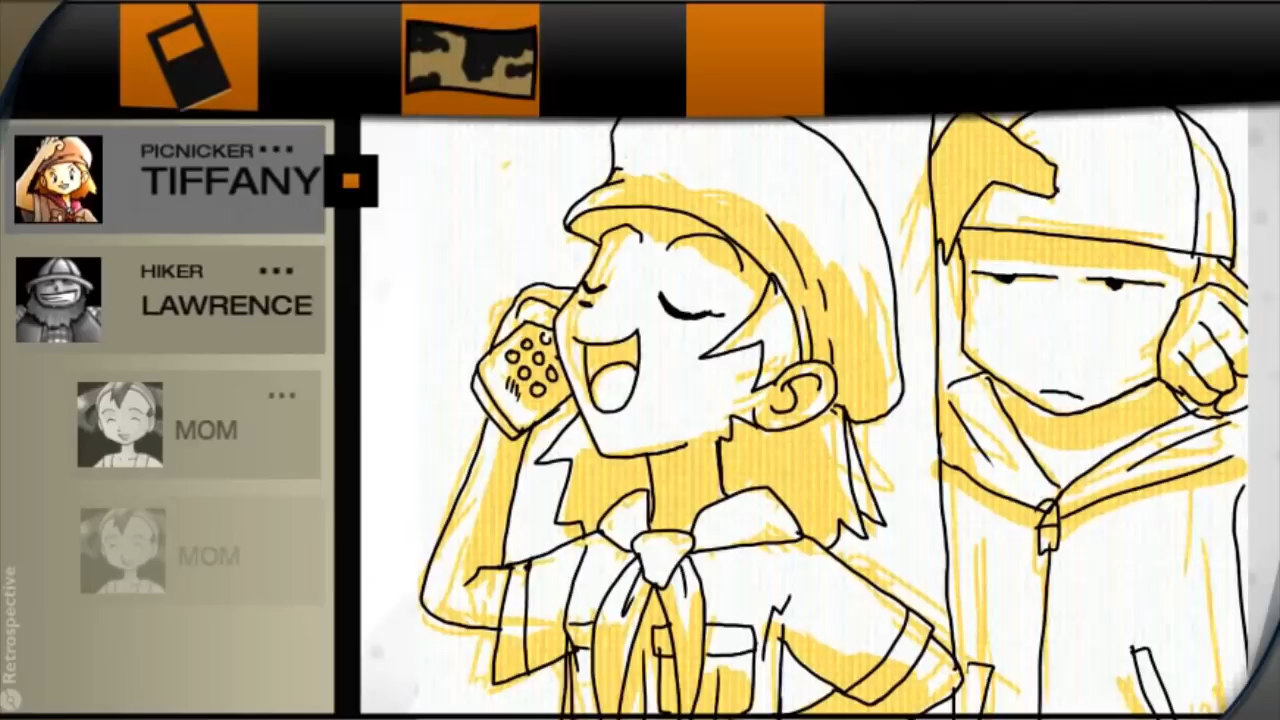 PICNICKER •••
TIFFANY
HIKER •••
LAWRENCE
•••
MOM
MOM
Retrospective